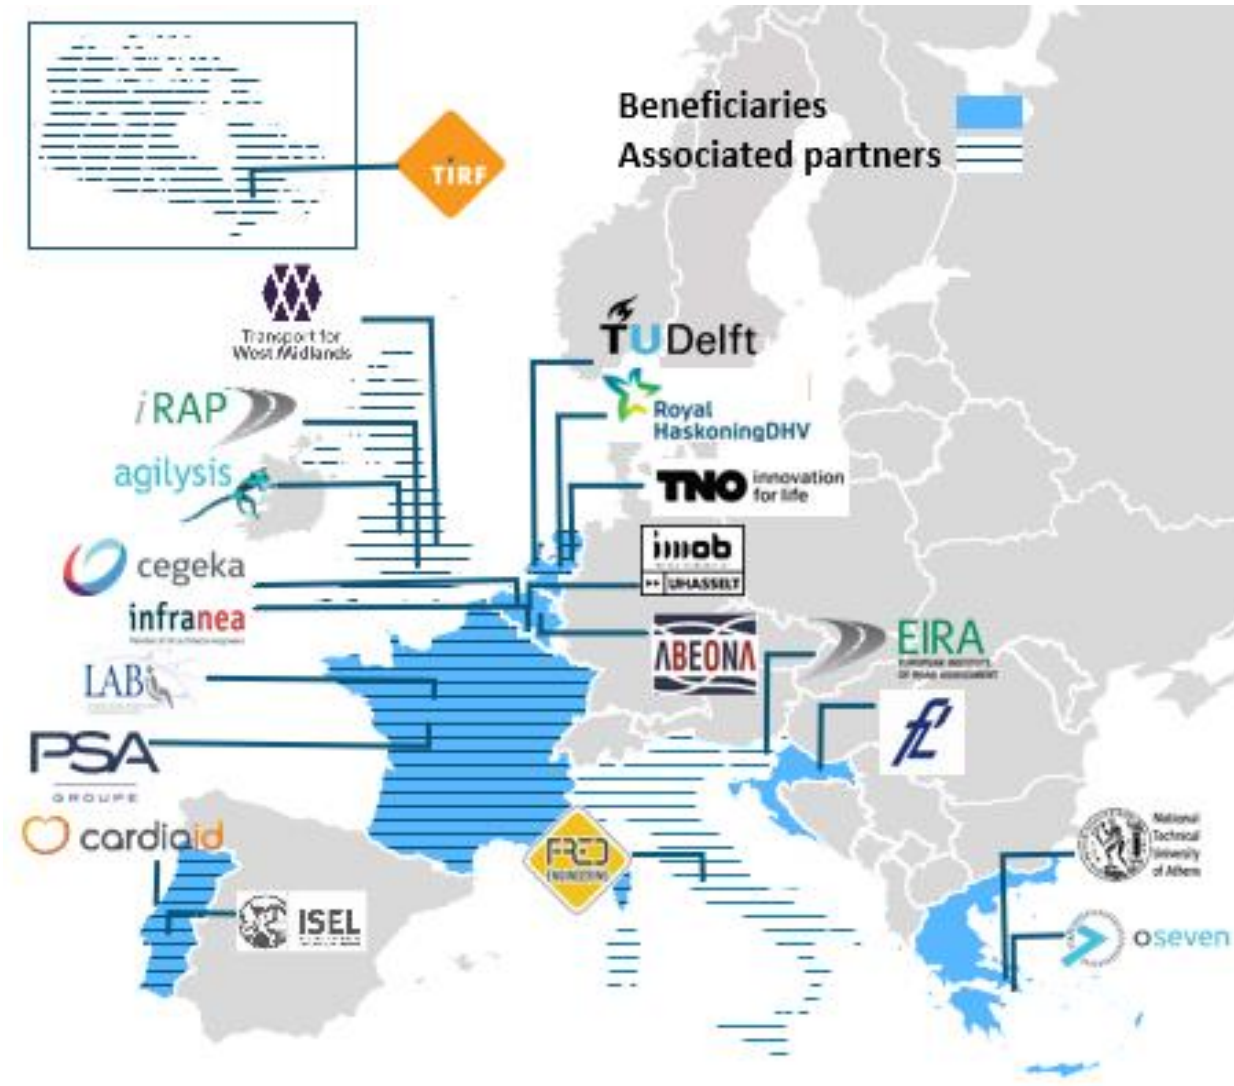 Beneficiaries
Associated partners
TIRF
Transport for
West Midlands
TUDelft
iRAP
Royal
HaskoningDHV
agilysis
TNO innovation
for life
imob
UHASSELT
cegeka
infranea
ABEONA
EIRA
EUROPEAN INSTITUTE
OF ROAD ASSESSMENT
LAB
PSA
GROUPE
cardiaid
FRED
ENGINEERING
National
Technical
University
of Athens
ISEL
oseven